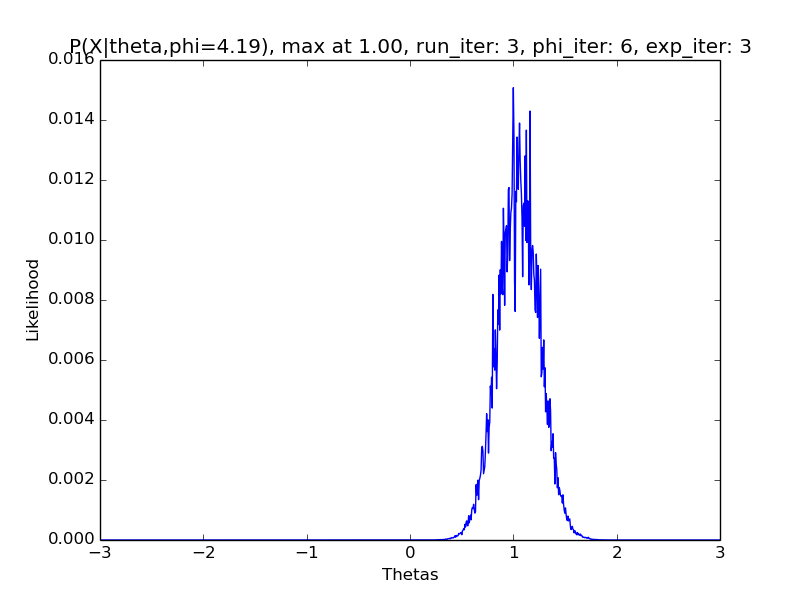 P(X|theta,phi=4.19), max at 1.00, run_iter: 3, phi_iter: 6, exp_iter: 3
0.016
0.014
0.012
0.010
0.008
0.006
0.004
0.002
0.000
Likelihood
−3 −2 −1 0 1 2 3
Thetas